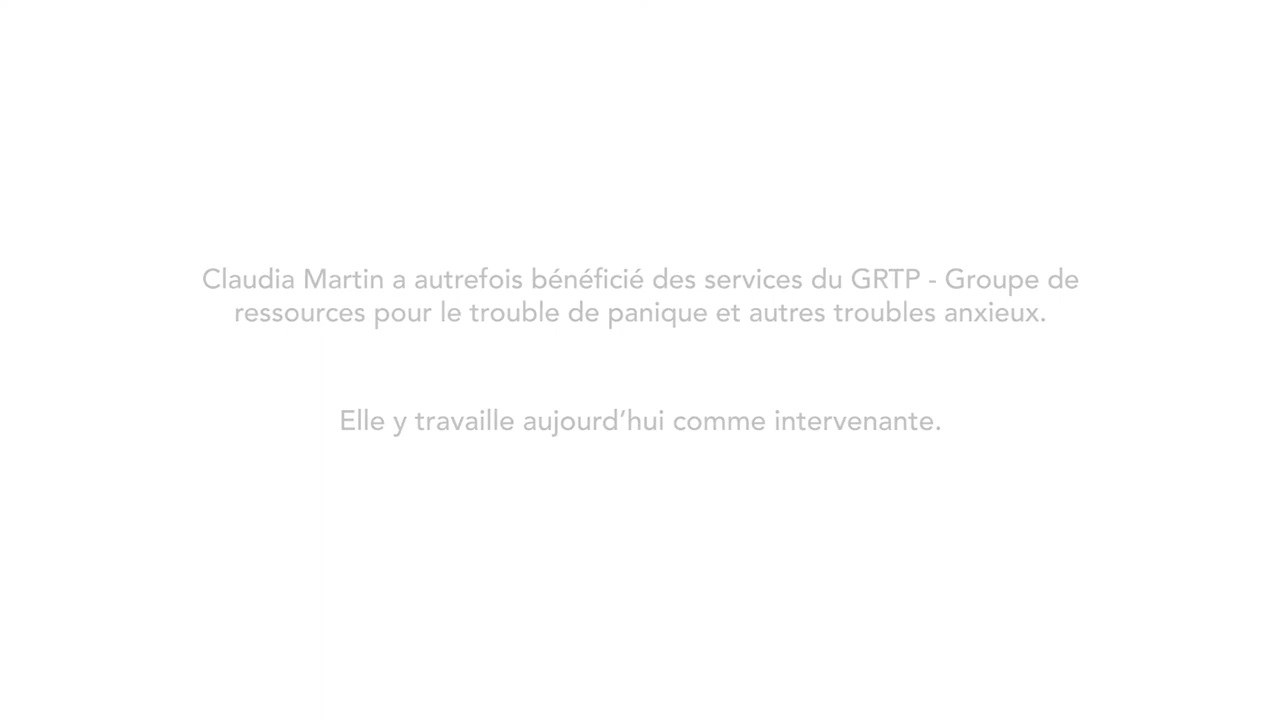 Claudia Martin a autrefois bénéficié des services du GRTP - Groupe de
ressources pour le trouble de panique et autres troubles anxieux.
Elle y travaille aujourd’hui comme intervenante.